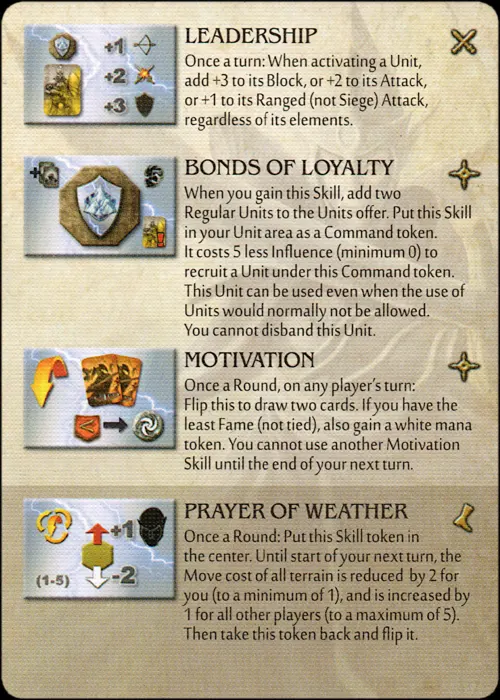 LEADERSHIP
+1
+2
+3
Once a turn: When activating a Unit,
add +3 to its Block, or +2 to its Attack,
or +1 to its Ranged (not Siege) Attack,
regardless of its elements.
BONDS OF LOYALTY
+
When you gain this Skill, add two
Regular Units to the Units offer. Put this Skill
in your Unit area as a Command token.
It costs 5 less Influence (minimum 0) to
recruit a Unit under this Command token.
This Unit can be used even when the use of
Units would normally not be allowed.
You cannot disband this Unit.
MOTIVATION
Once a Round, on any player's turn:
Flip this to draw two cards. If you have the
least Fame (not tied), also gain a white mana
token. You cannot use another Motivation
Skill until the end of your next turn.
PRAYER OF WEATHER
+1
(1-5)
-2
Once a Round: Put this Skill token in
the center. Until start of your next turn, the
Move cost of all terrain is reduced by 2 for
you (to a minimum of 1), and is increased by
1 for all other players (to a maximum of 5).
Then take this token back and flip it.